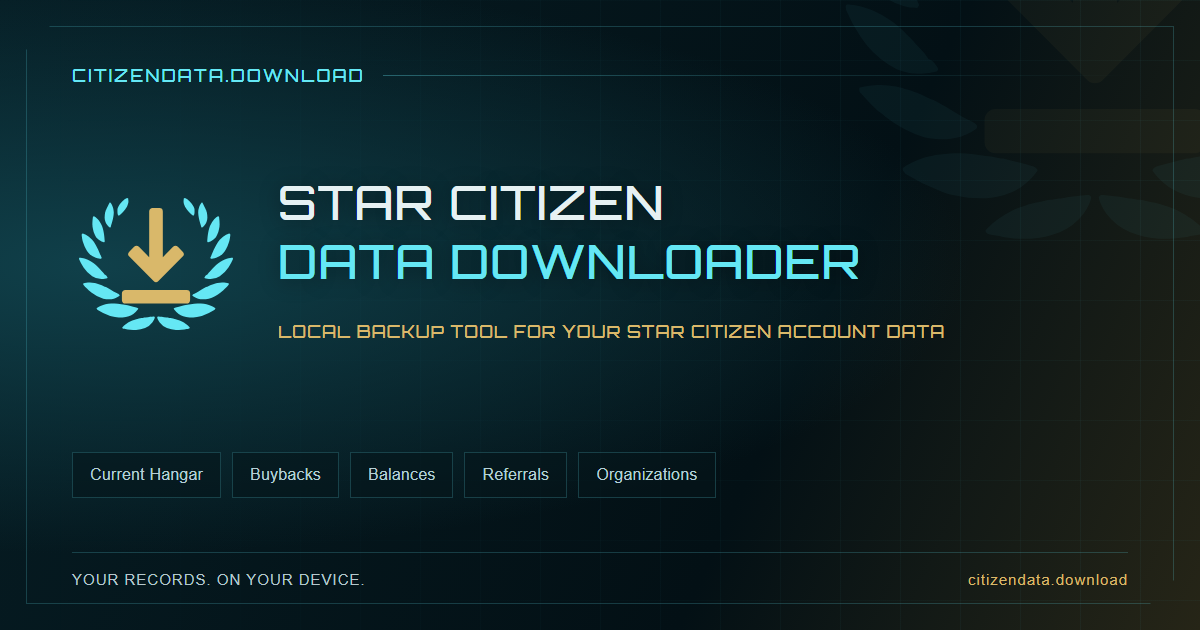 CITIZENDATA.DOWNLOAD
STAR CITIZEN
DATA DOWNLOADER
LOCAL BACKUP TOOL FOR YOUR STAR CITIZEN ACCOUNT DATA
Current Hangar
Buybacks
Balances
Referrals
Organizations
YOUR RECORDS. ON YOUR DEVICE.
citizendata.download